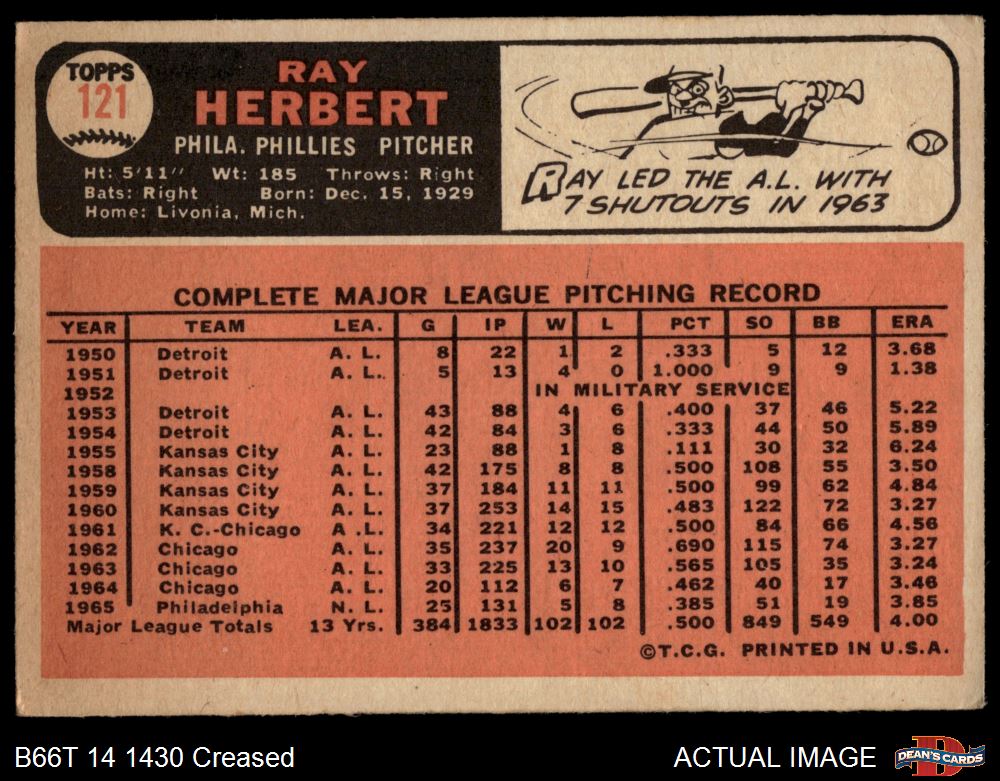 TOPPS
121
RAY
HERBERT
PHILA. PHILLIES PITCHER
Ht: 5'11" Wt: 185 Throws: Right
Bats: Right Born: Dec. 15, 1929
Home: Livonia, Mich.
RAY LED THE A.L. WITH
7 SHUTOUTS IN 1963
COMPLETE MAJOR LEAGUE PITCHING RECORD
YEAR TEAM LEA. G IP W L PCT SO BB ERA
1950 Detroit A. L. 8 22 1 2 .333 5 12 3.68
1951 Detroit A. L. 5 13 4 0 1.000 9 9 1.38
1952 IN MILITARY SERVICE
1953 Detroit A. L. 43 88 4 6 .400 37 46 5.22
1954 Detroit A. L. 42 84 3 6 .333 44 50 5.89
1955 Kansas City A. L. 23 88 1 8 .111 30 32 6.24
1958 Kansas City A. L. 42 175 8 8 .500 108 55 3.50
1959 Kansas City A. L. 37 184 11 11 .500 99 62 4.84
1960 Kansas City A. L. 37 253 14 15 .483 122 72 3.27
1961 K. C.-Chicago A .L. 34 221 12 12 .500 84 66 4.56
1962 Chicago A. L. 35 237 20 9 .690 115 74 3.27
1963 Chicago A. L. 33 225 13 10 .565 105 35 3.24
1964 Chicago A. L. 20 112 6 7 .462 40 17 3.46
1965 Philadelphia N. L. 25 131 5 8 .385 51 19 3.85
Major League Totals 13 Yrs. 384 1833 102 102 .500 849 549 4.00
©T.C.G. PRINTED IN U.S.A.
B66T 14 1430 Creased
ACTUAL IMAGE
D
DEAN'S CARDS